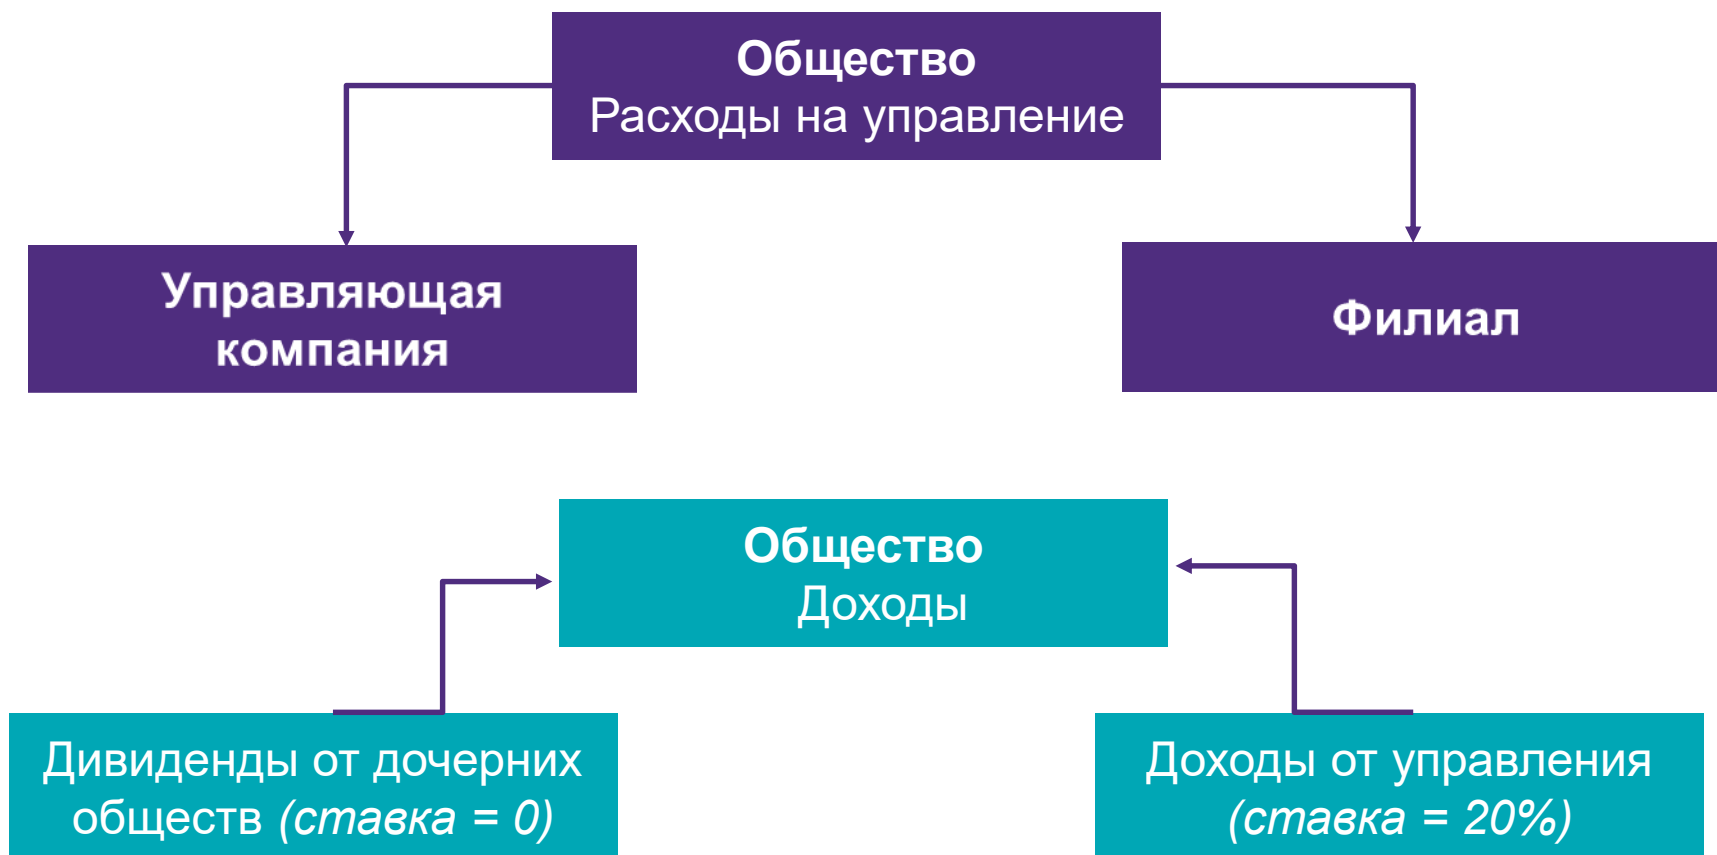 Общество
Расходы на управление
Управляющая
компания
Филиал
Общество
Доходы
Дивиденды от дочерних
обществ (ставка = 0)
Доходы от управления
(ставка = 20%)